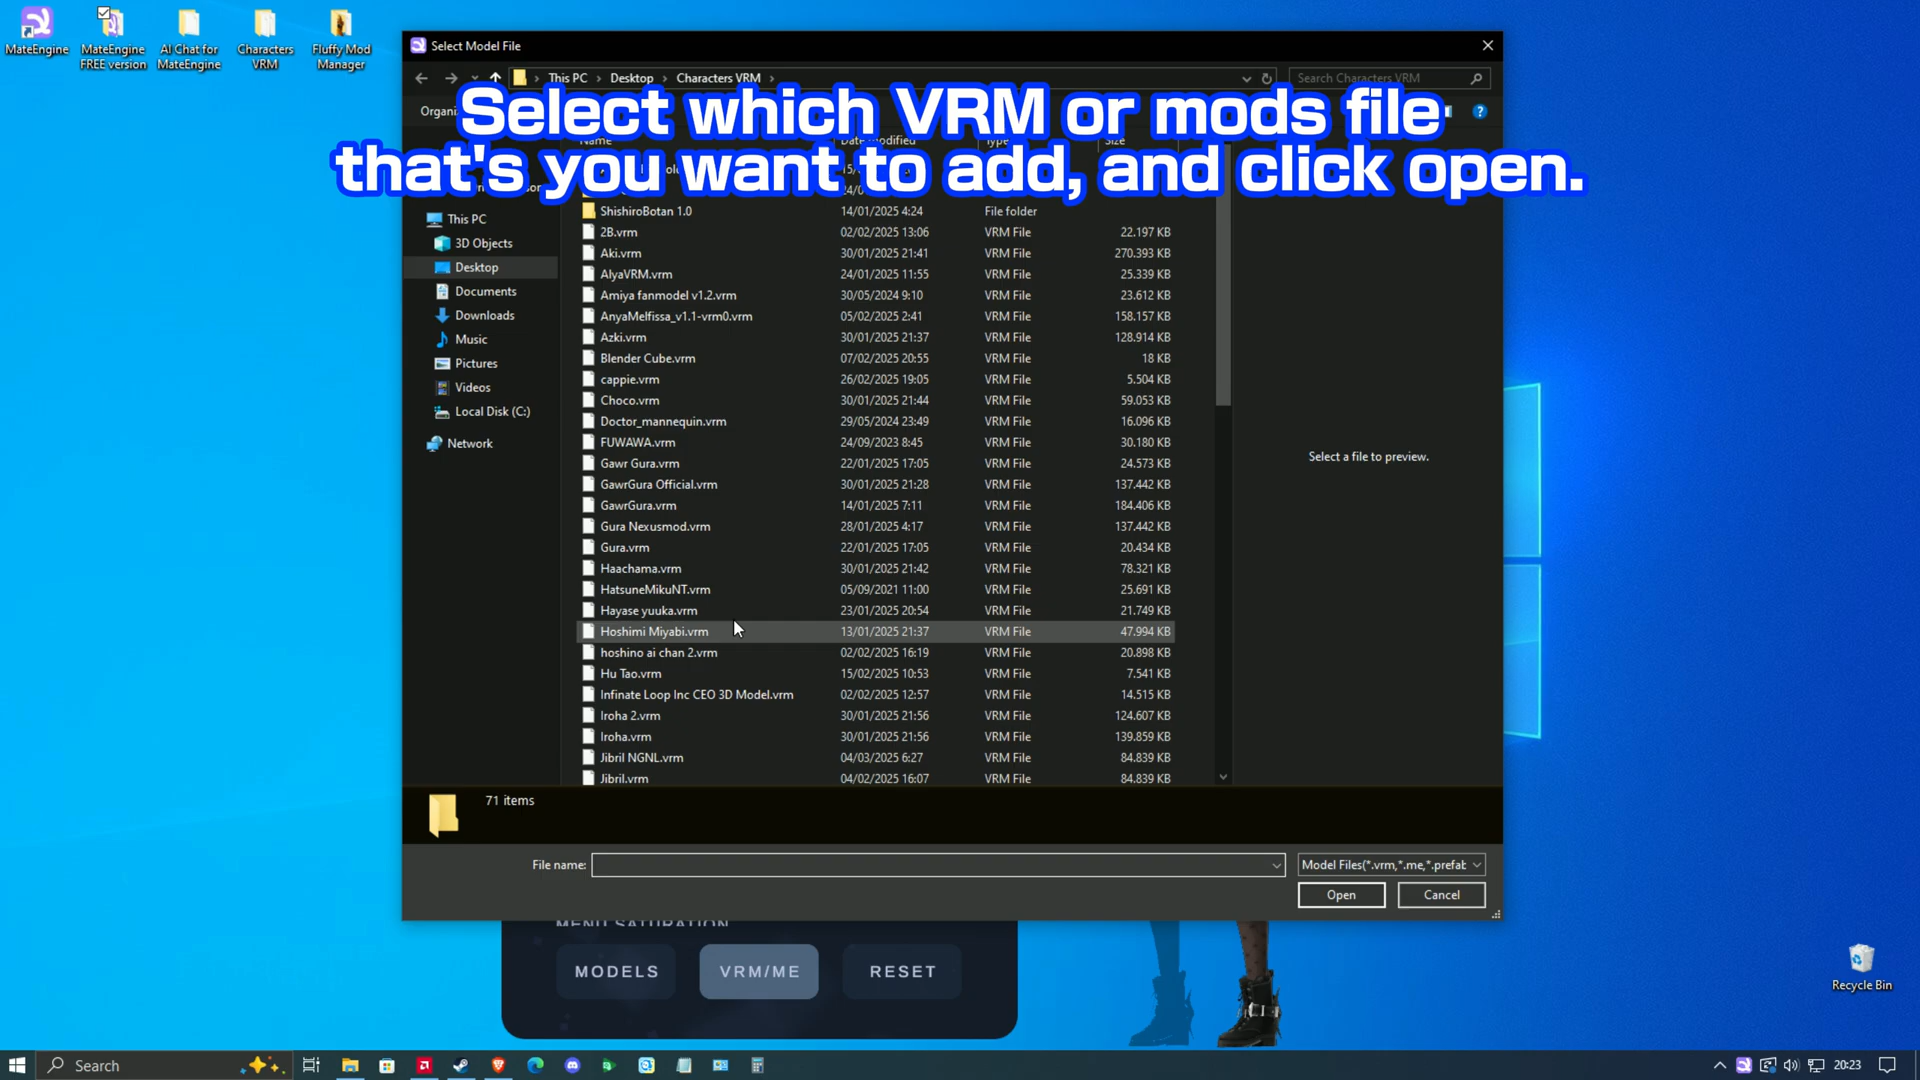 MateEngine
MateEngine FREE version
AI Chat for MateEngine
Characters VRM
Fluffy Mod Manager
Select Model File
This PC > Desktop > Characters VRM >
Search Characters VRM
Select which VRM or mods file
that's you want to add, and click open.
This PC
3D Objects
Desktop
Documents
Downloads
Music
Pictures
Videos
Local Disk (C:)
Network
ShishiroBotan 1.0 14/01/2025 4:24 File folder
2B.vrm 02/02/2025 13:06 VRM File 22.197 KB
Aki.vrm 30/01/2025 21:41 VRM File 270.393 KB
AlyaVRM.vrm 24/01/2025 11:55 VRM File 25.339 KB
Amiya fanmodel v1.2.vrm 30/05/2024 9:10 VRM File 23.612 KB
AnyaMelfissa_v1.1-vrm0.vrm 05/02/2025 2:41 VRM File 158.157 KB
Azki.vrm 30/01/2025 21:37 VRM File 128.914 KB
Blender Cube.vrm 07/02/2025 20:55 VRM File 18 KB
cappie.vrm 26/02/2025 19:05 VRM File 5.504 KB
Choco.vrm 30/01/2025 21:44 VRM File 59.053 KB
Doctor_mannequin.vrm 29/05/2024 23:49 VRM File 16.096 KB
FUWAWA.vrm 24/09/2023 8:45 VRM File 30.180 KB
Gawr Gura.vrm 22/01/2025 17:05 VRM File 24.573 KB
GawrGura Official.vrm 30/01/2025 21:28 VRM File 137.442 KB
GawrGura.vrm 14/01/2025 7:11 VRM File 184.406 KB
Gura Nexusmod.vrm 28/01/2025 4:17 VRM File 137.442 KB
Gura.vrm 22/01/2025 17:05 VRM File 20.434 KB
Haachama.vrm 30/01/2025 21:42 VRM File 78.321 KB
HatsuneMikuNT.vrm 05/09/2021 11:00 VRM File 25.691 KB
Hayase yuuka.vrm 23/01/2025 20:54 VRM File 21.749 KB
Hoshimi Miyabi.vrm 13/01/2025 21:37 VRM File 47.994 KB
hoshino ai chan 2.vrm 02/02/2025 16:19 VRM File 20.898 KB
Hu Tao.vrm 15/02/2025 10:53 VRM File 7.541 KB
Infinate Loop Inc CEO 3D Model.vrm 02/02/2025 12:57 VRM File 14.515 KB
Iroha 2.vrm 30/01/2025 21:56 VRM File 124.607 KB
Iroha.vrm 30/01/2025 21:56 VRM File 139.859 KB
Jibril NGNL.vrm 04/03/2025 6:27 VRM File 84.839 KB
Jibril.vrm 04/02/2025 16:07 VRM File 84.839 KB
Select a file to preview.
71 items
File name:
Model Files(*.vrm,*.me,*.prefab
Open
Cancel
MENU SATURATION
MODELS
VRM/ME
RESET
Recycle Bin
Search
20:23